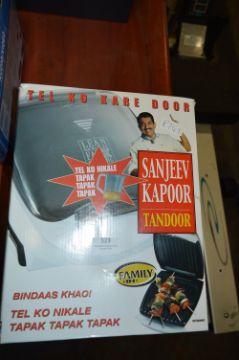 TEL KO KARE DOOR
TEL KO NIKALE
TAPAK
TAPAK
TAPAK
SANJEEV
KAPOOR
TANDOOR
FAMILY
BINDAAS KHAO!
TEL KO NIKALE
TAPAK TAPAK TAPAK